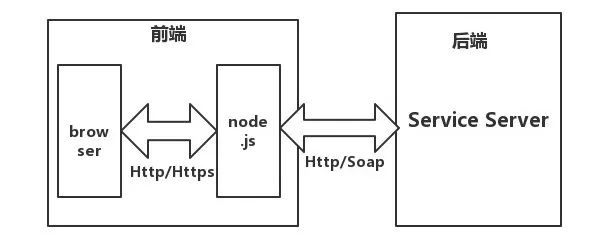 前端
后端
brow
ser
node
.js
Http/Https
Http/Soap
Service Server